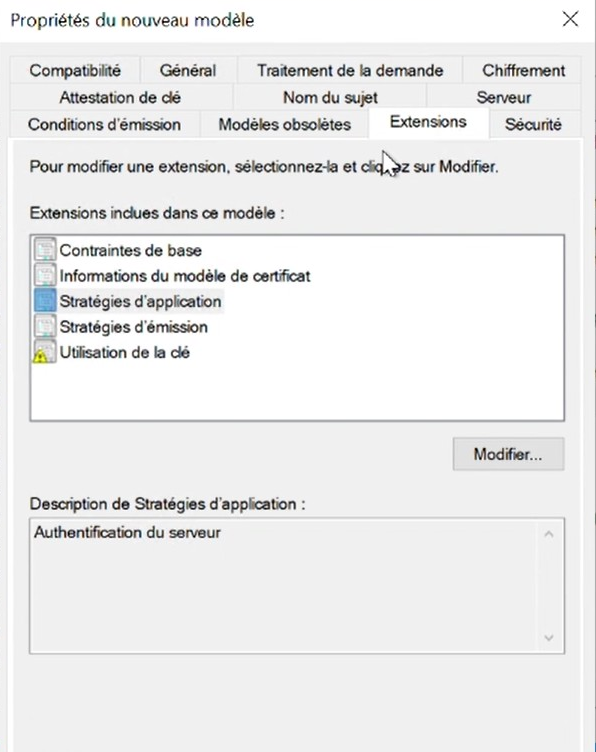 Propriétés du nouveau modèle
Compatibilité Général Traitement de la demande Chiffrement
Attestation de clé Nom du sujet Serveur
Conditions d'émission Modèles obsolètes Extensions Sécurité
Pour modifier une extension, sélectionnez-la et cliquez sur Modifier.
Extensions inclues dans ce modèle :
Contraintes de base
Informations du modèle de certificat
Stratégies d'application
Stratégies d'émission
Utilisation de la clé
Modifier...
Description de Stratégies d'application :
Authentification du serveur